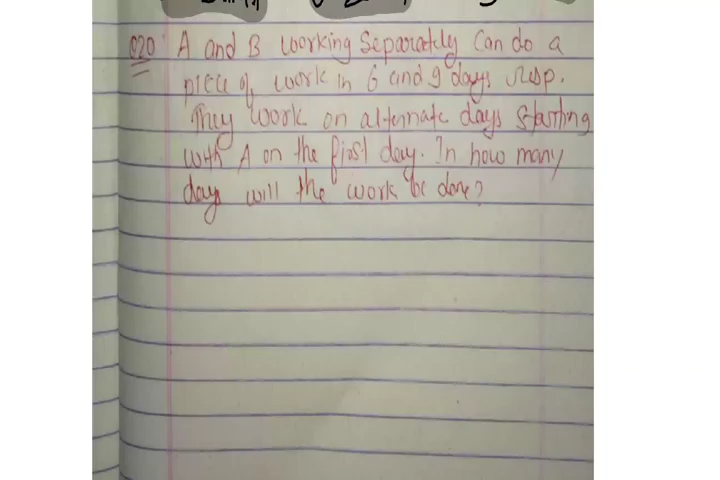 Q20 A and B working separately can do a
piece of work in 6 and 9 days resp.
They work on alternate days starting
with A on the first day. In how many
days will the work be done?